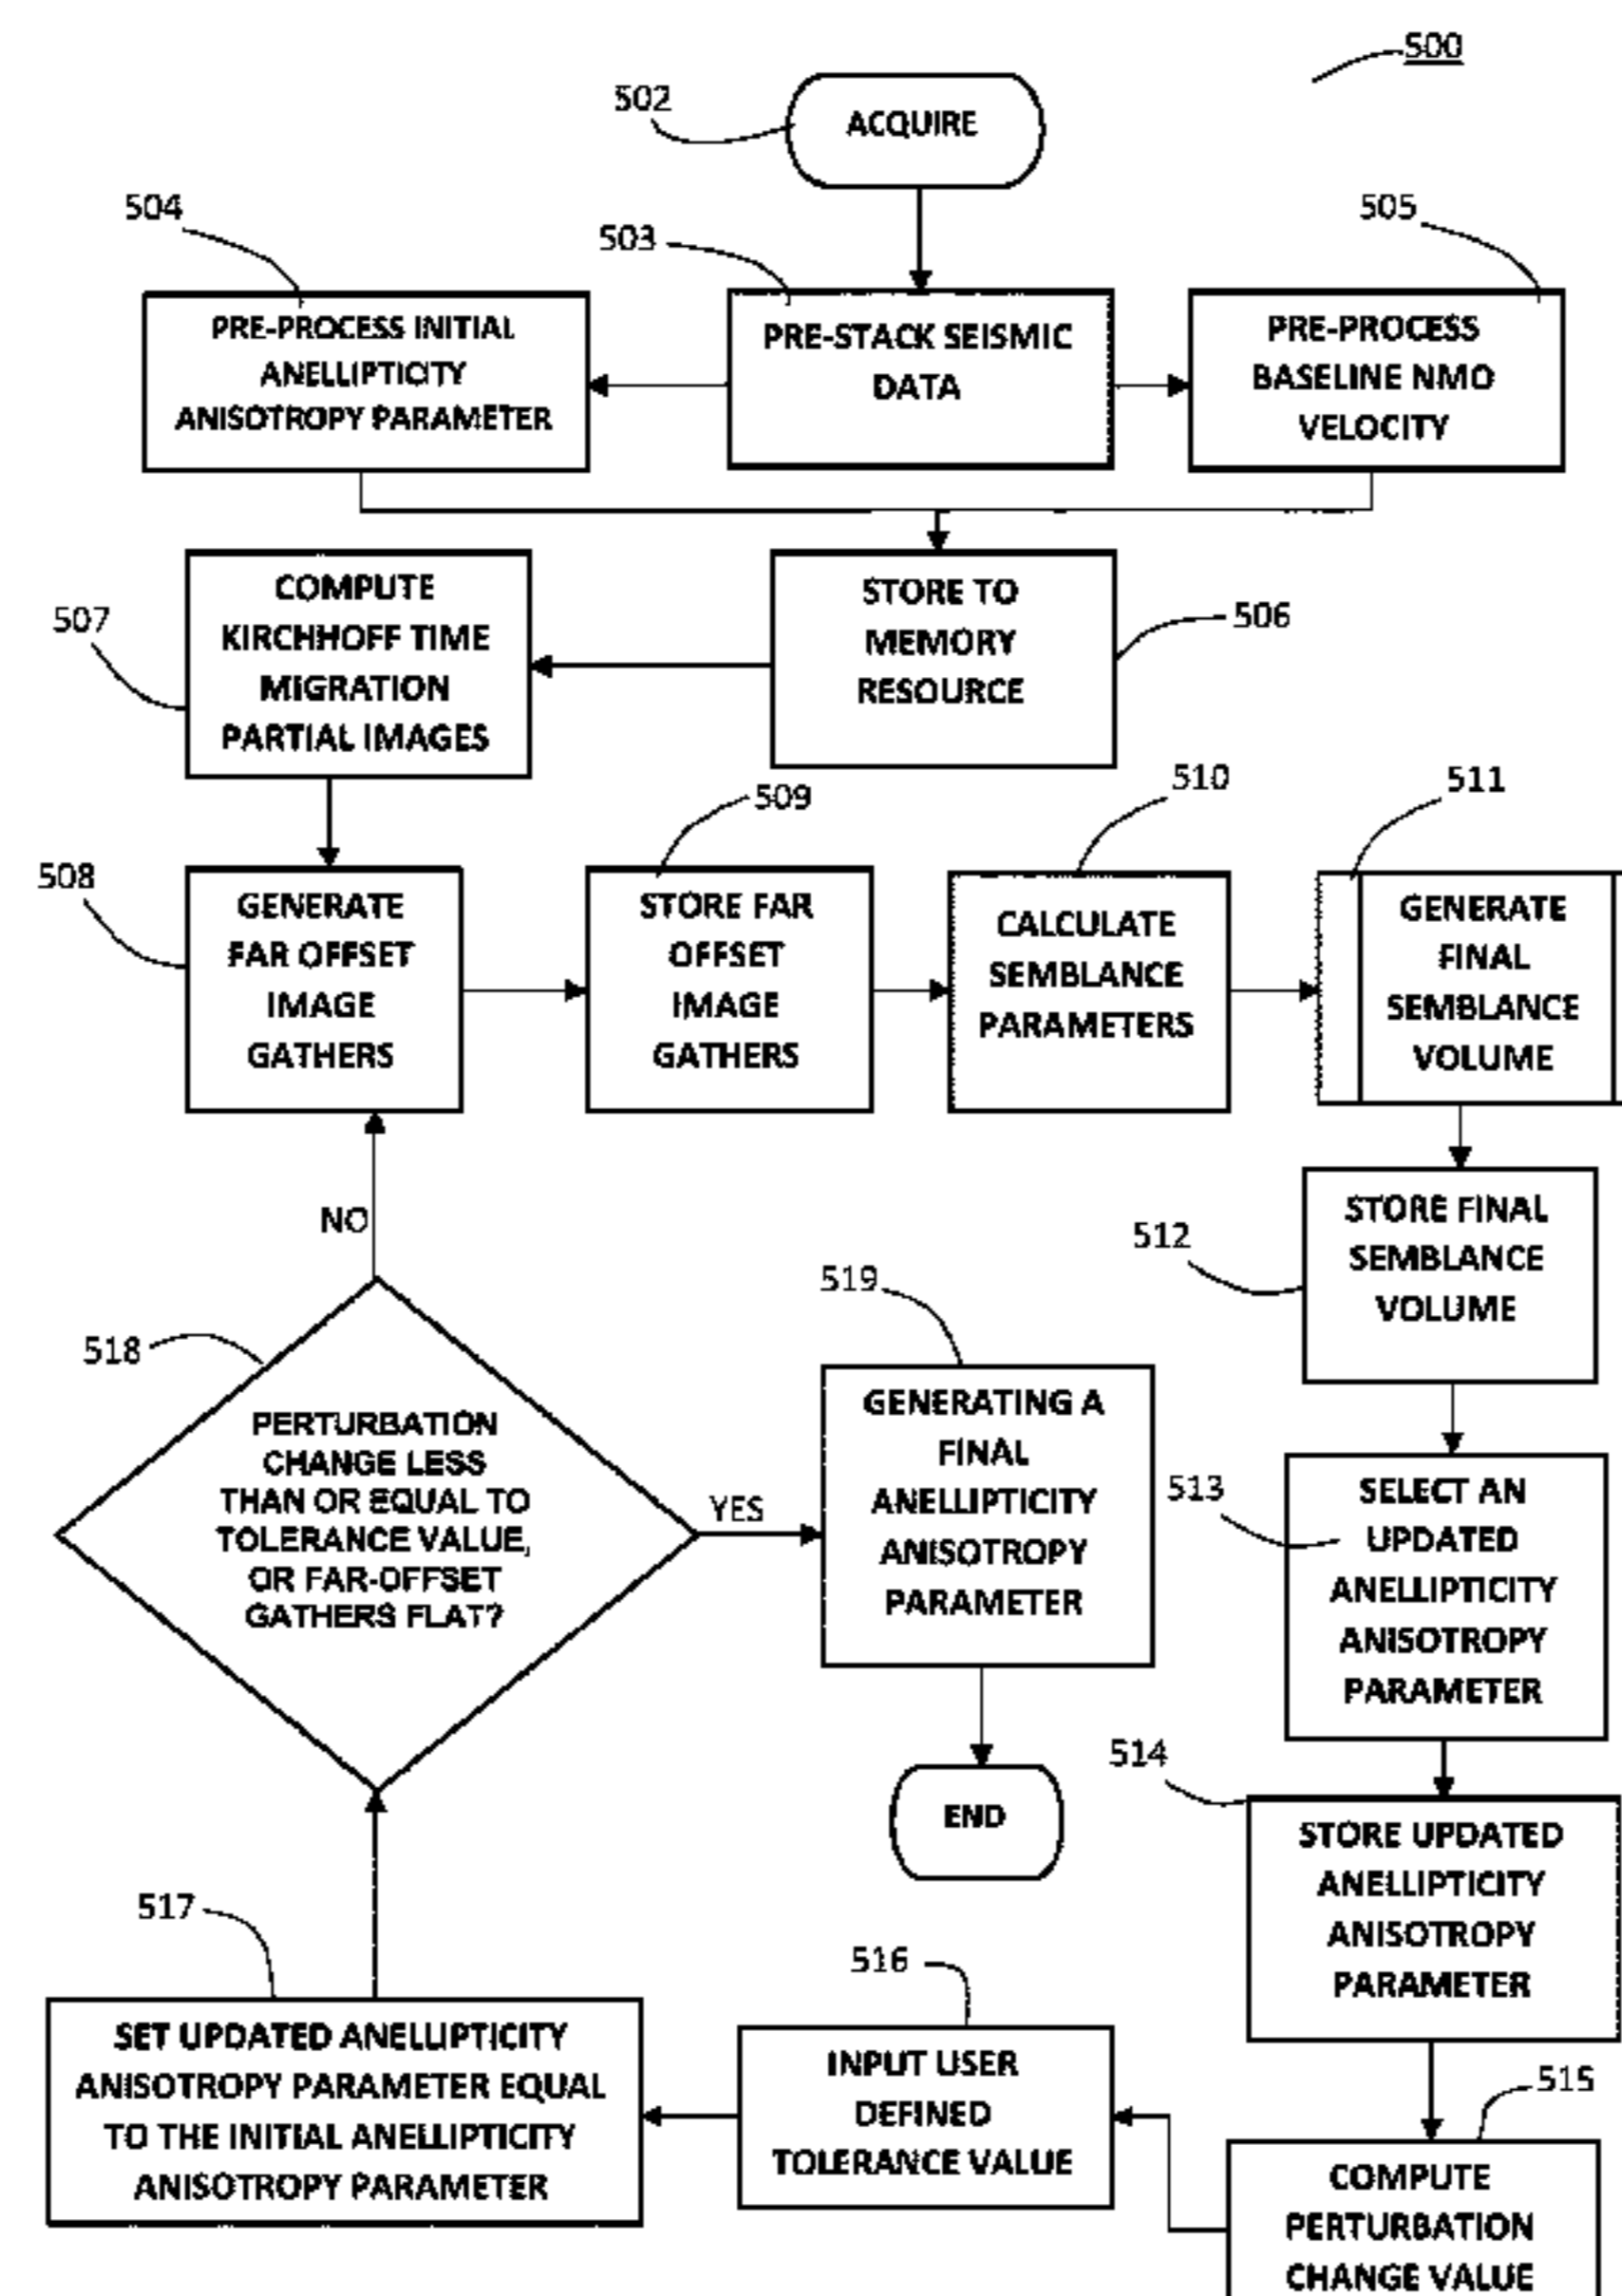 500
502
ACQUIRE
504
503
505
PRE-PROCESS INITIAL
ANELLIPTICITY
ANISOTROPY PARAMETER
PRE-STACK SEISMIC
DATA
PRE-PROCESS
BASELINE NMO
VELOCITY
507
COMPUTE
KIRCHHOFF TIME
MIGRATION
PARTIAL IMAGES
STORE TO
MEMORY
RESOURCE
506
508
509
510
511
GENERATE
FAR OFFSET
IMAGE
GATHERS
STORE FAR
OFFSET
IMAGE
GATHERS
CALCULATE
SEMBLANCE
PARAMETERS
GENERATE
FINAL
SEMBLANCE
VOLUME
NO
512
STORE FINAL
SEMBLANCE
VOLUME
518
PERTURBATION
CHANGE LESS
THAN OR EQUAL TO
TOLERANCE VALUE,
OR FAR-OFFSET
GATHERS FLAT?
YES
519
GENERATING A
FINAL
ANELLIPTICITY
ANISOTROPY
PARAMETER
513
SELECT AN
UPDATED
ANELLIPTICITY
ANISOTROPY
PARAMETER
END
514
STORE UPDATED
ANELLIPTICITY
ANISOTROPY
PARAMETER
517
SET UPDATED ANELLIPTICITY
ANISOTROPY PARAMETER EQUAL
TO THE INITIAL ANELLIPTICITY
ANISOTROPY PARAMETER
516
INPUT USER
DEFINED
TOLERANCE VALUE
515
COMPUTE
PERTURBATION
CHANGE VALUE